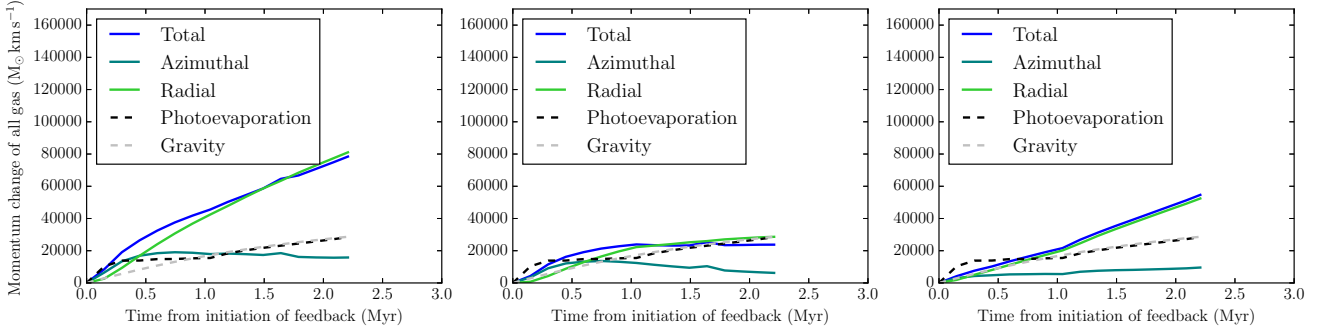 Momentum change of all gas (M⊙ km s⁻¹)
160000
140000
120000
100000
80000
60000
40000
20000
0
Total
Azimuthal
Radial
Photoevaporation
Gravity
0.0 0.5 1.0 1.5 2.0 2.5 3.0
Time from initiation of feedback (Myr)
160000
140000
120000
100000
80000
60000
40000
20000
0
Total
Azimuthal
Radial
Photoevaporation
Gravity
0.0 0.5 1.0 1.5 2.0 2.5 3.0
Time from initiation of feedback (Myr)
160000
140000
120000
100000
80000
60000
40000
20000
0
Total
Azimuthal
Radial
Photoevaporation
Gravity
0.0 0.5 1.0 1.5 2.0 2.5 3.0
Time from initiation of feedback (Myr)